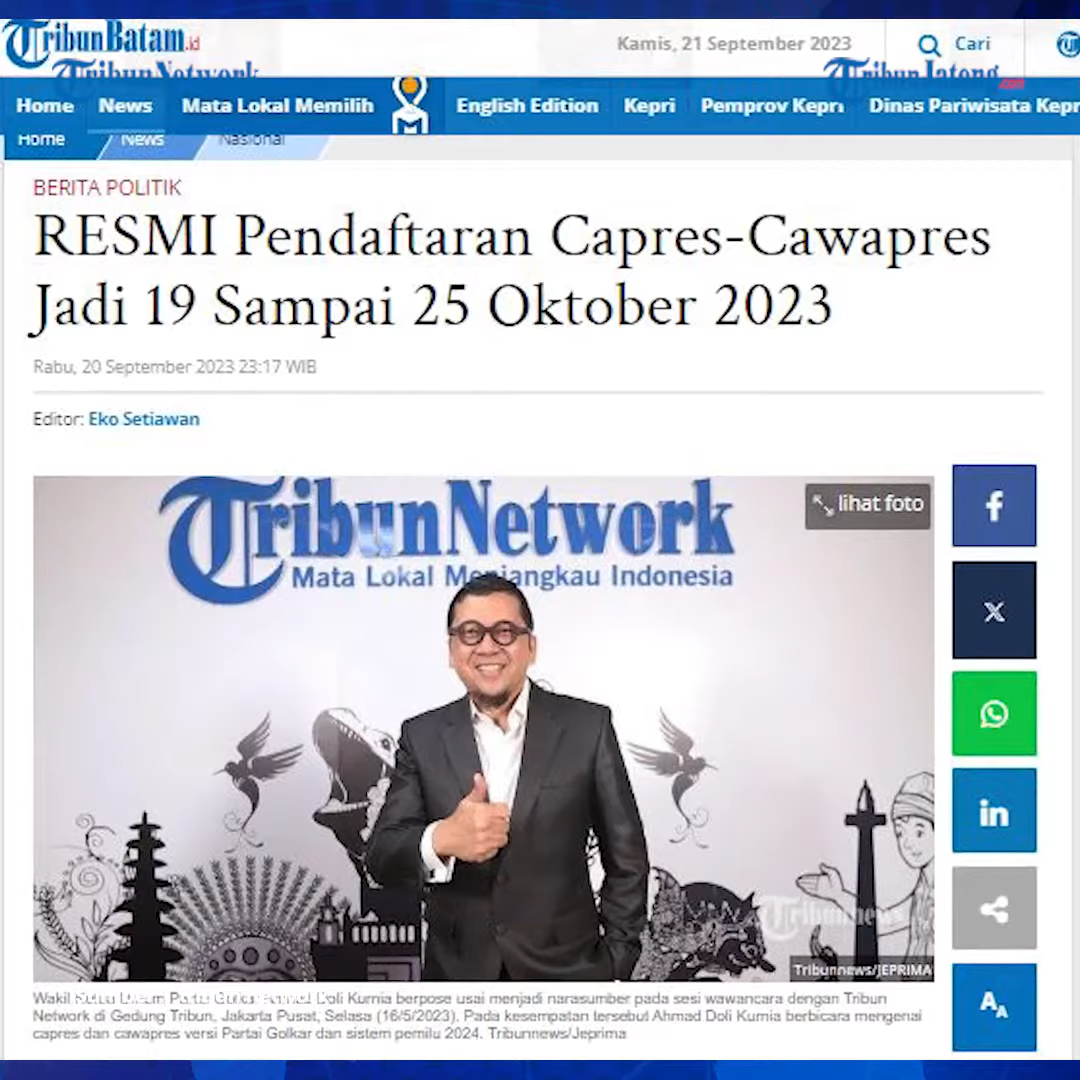 TribunBatam.id
Kamis, 21 September 2023
Cari
TribunNetwork
TribunJateng.com
Home News Mata Lokal Memilih English Edition Kepri Pemprov Kepri Dinas Pariwisata Kepr
Home News Nasional
BERITA POLITIK
RESMI Pendaftaran Capres-Cawapres
Jadi 19 Sampai 25 Oktober 2023
Rabu, 20 September 2023 23:17 WIB
Editor: Eko Setiawan
TribunNetwork
Mata Lokal Menjangkau Indonesia
lihat foto
Tribunnews
Tribunnews/JEPRIMA
Wakil Doli Kurnia berpose usai menjadi narasumber pada sesi wawancara dengan Tribun
Network di Gedung Tribun, Jakarta Pusat, Selasa (16/5/2023). Pada kesempatan tersebut Ahmad Doli Kurnia berbicara mengenai
capres dan cawapres versi Partai Golkar dan sistem pemilu 2024. Tribunnews/Jeprima